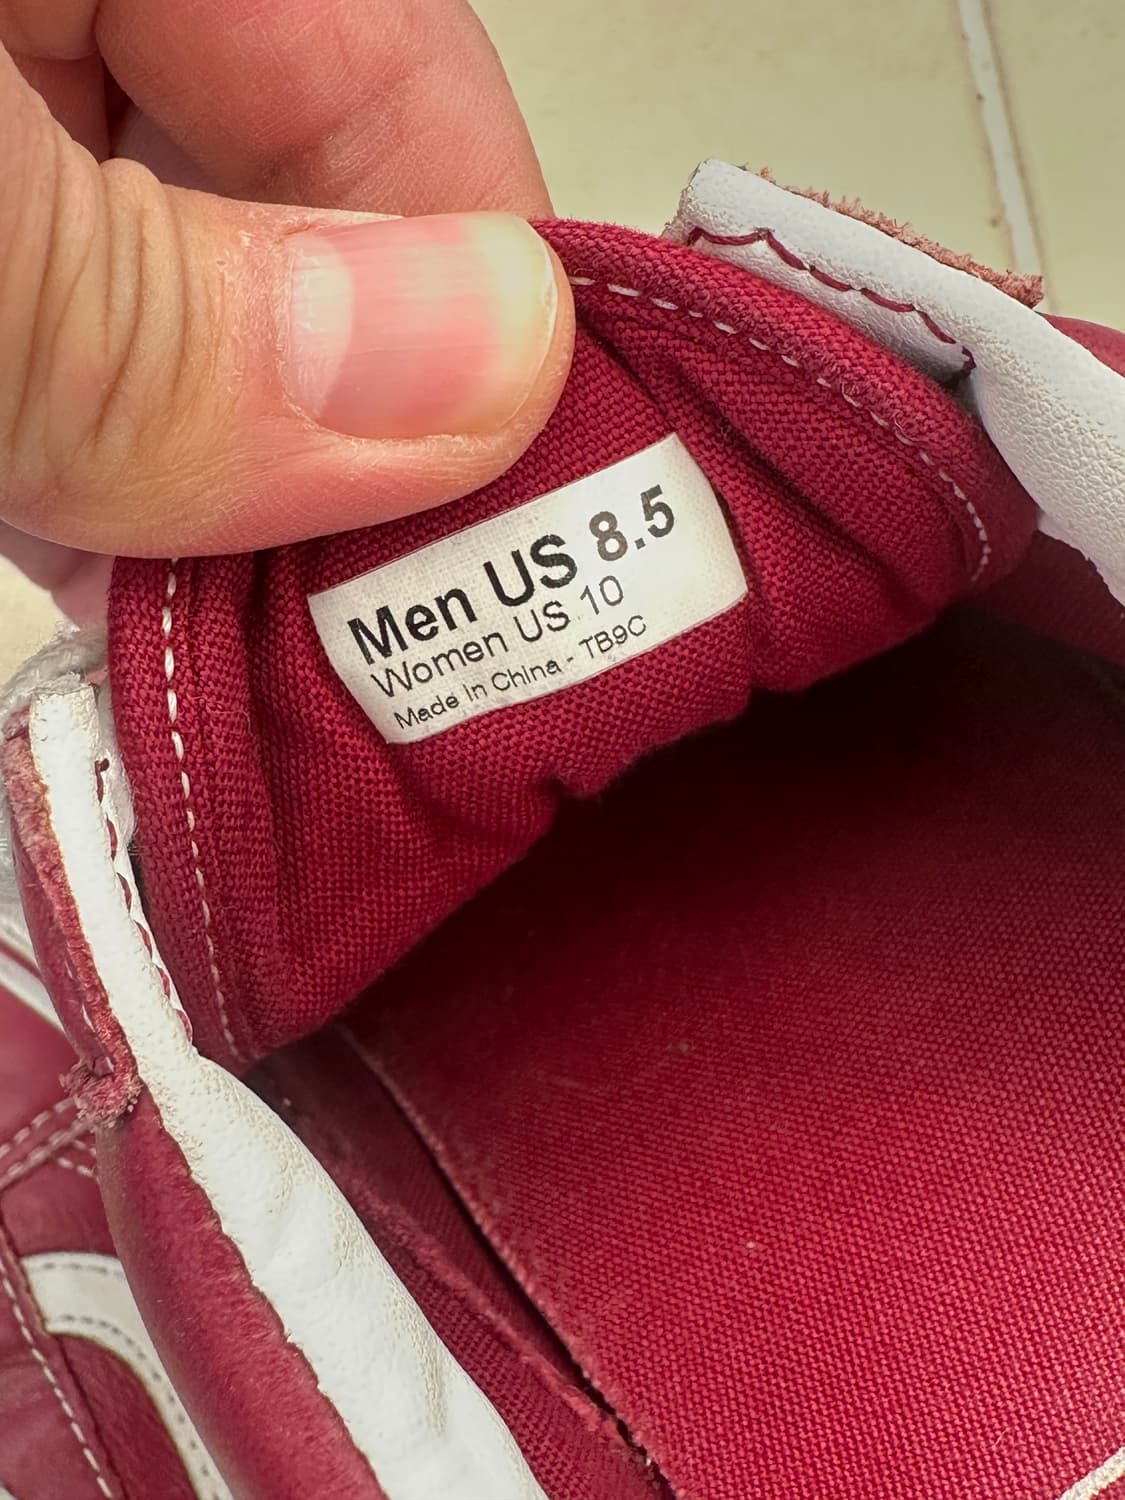 Men US 8.5
Women US 10
Made In China - TB9C